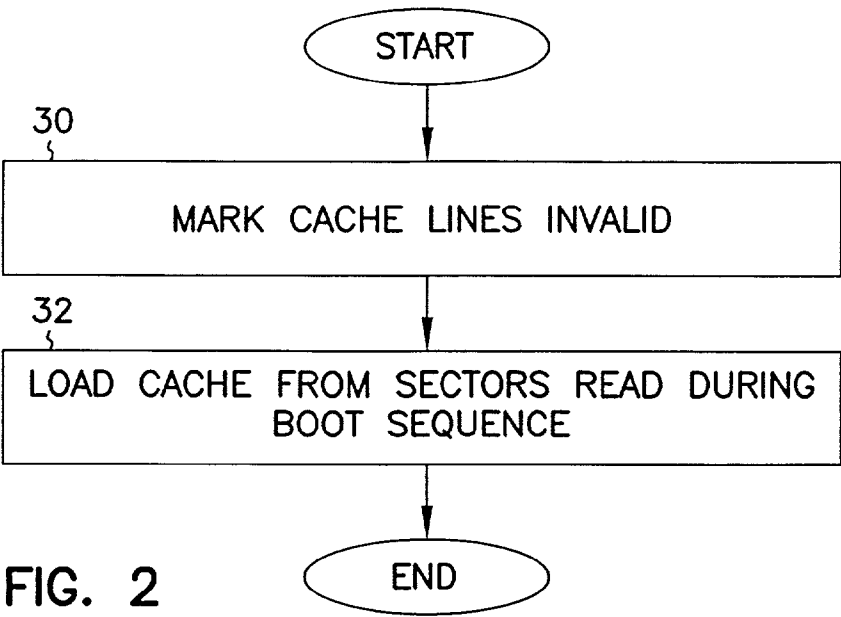 START
30
MARK CACHE LINES INVALID
32
LOAD CACHE FROM SECTORS READ DURING
BOOT SEQUENCE
END
FIG. 2